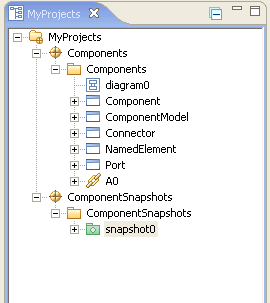 MyProjects
MyProjects
Components
Components
diagram0
Component
ComponentModel
Connector
NamedElement
Port
A0
ComponentSnapshots
ComponentSnapshots
snapshot0